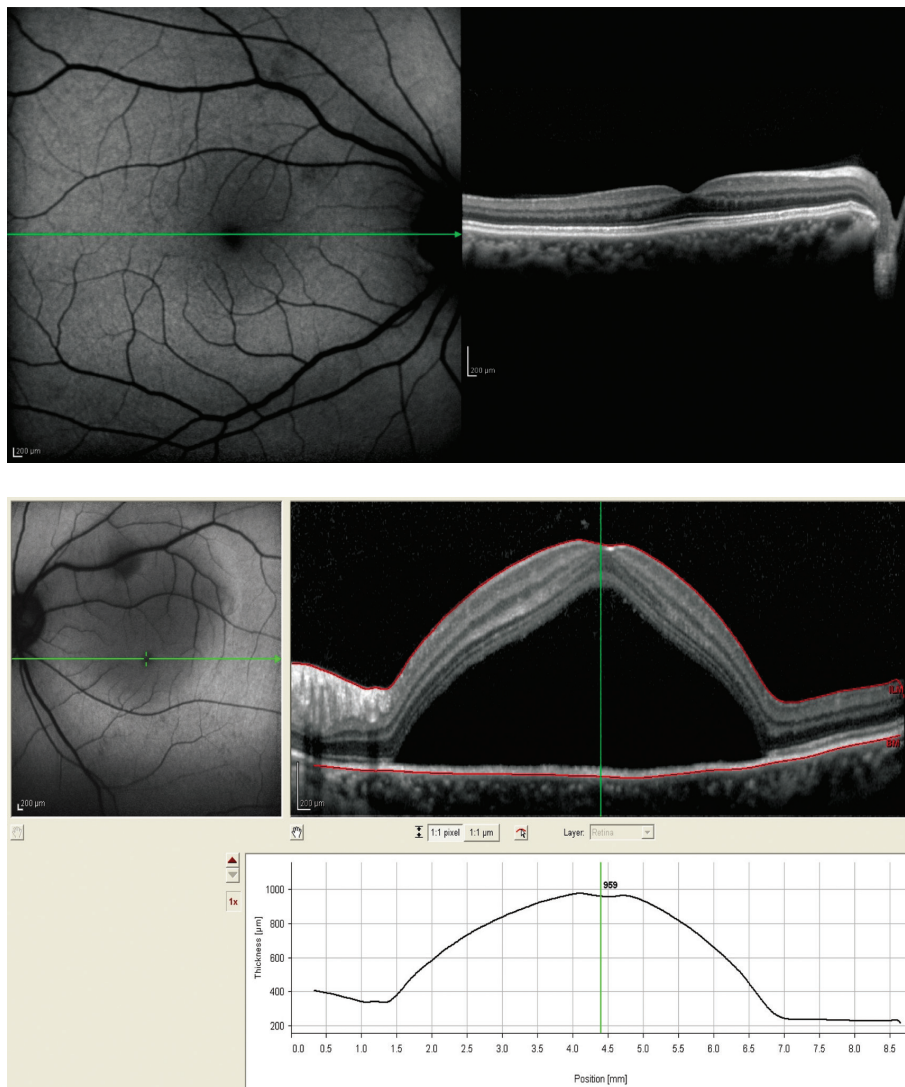 200 µm
200 µm
200 µm
200 µm
ILM
BM
1:1 pixel 1:1 µm Layer: Retina
1x
Thickness [µm]
1000
800
600
400
200
959
0.0 0.5 1.0 1.5 2.0 2.5 3.0 3.5 4.0 4.5 5.0 5.5 6.0 6.5 7.0 7.5 8.0 8.5
Position [mm]